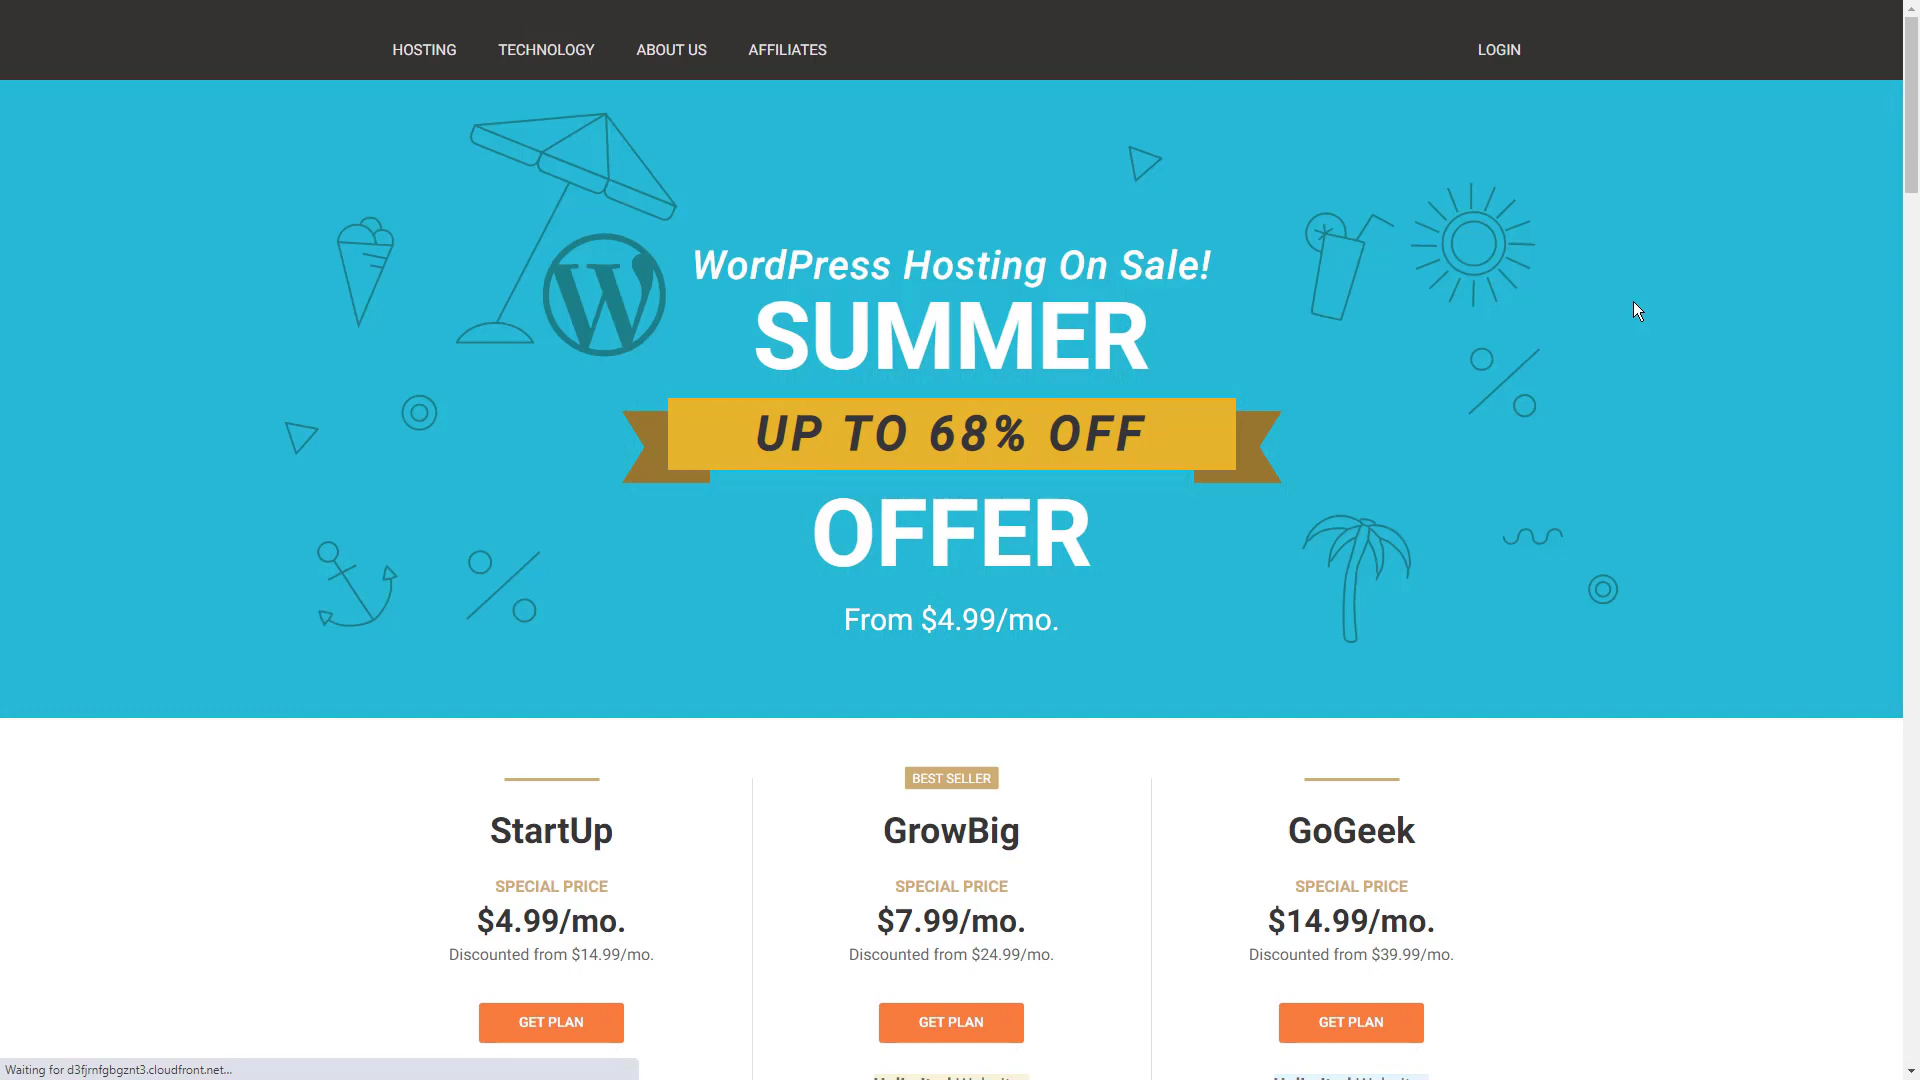 HOSTING TECHNOLOGY ABOUT US AFFILIATES LOGIN
WordPress Hosting On Sale!
SUMMER
UP TO 68% OFF
OFFER
From $4.99/mo.
BEST SELLER
StartUp GrowBig GoGeek
SPECIAL PRICE SPECIAL PRICE SPECIAL PRICE
$4.99/mo. $7.99/mo. $14.99/mo.
Discounted from $14.99/mo. Discounted from $24.99/mo. Discounted from $39.99/mo.
GET PLAN GET PLAN GET PLAN
Waiting for d3fjrnfgbgznt3.cloudfront.net...